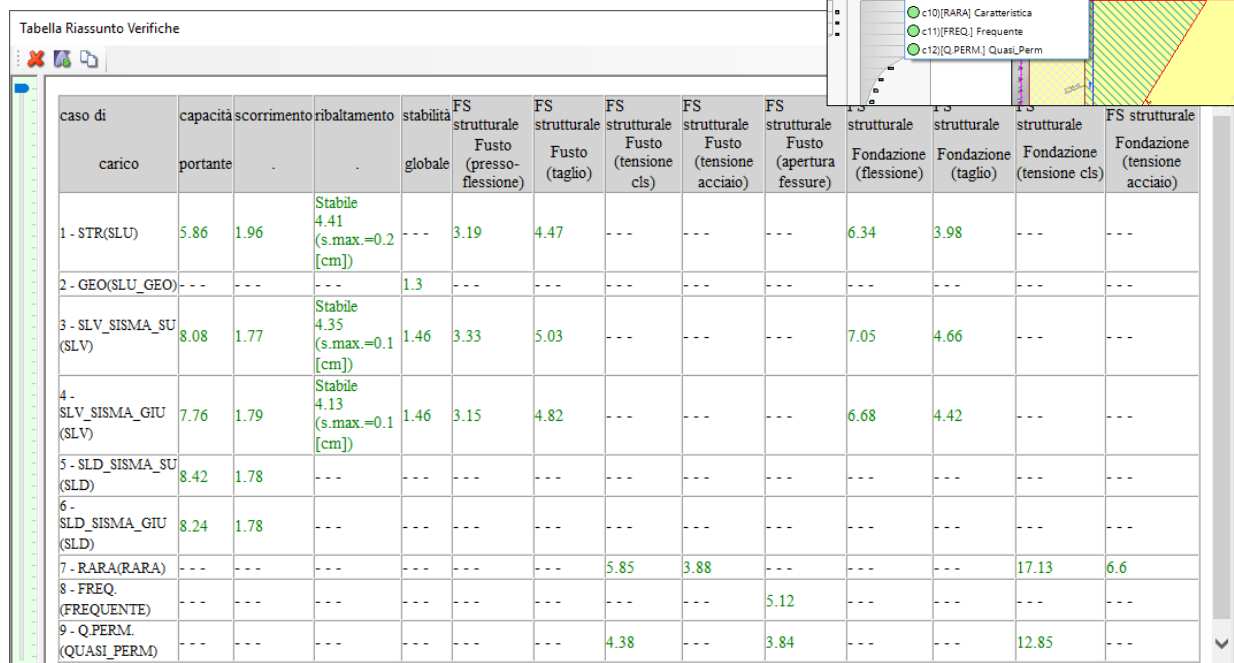 c10)[RARA] Caratteristica
c11)[FREQ.] Frequente
c12)[Q.PERM.] Quasi_Perm
Tabella Riassunto Verifiche
caso di carico | capacità portante | scorrimento . | ribaltamento . | stabilità globale | FS strutturale Fusto (presso-flessione) | FS strutturale Fusto (taglio) | FS strutturale Fusto (tensione cls) | FS strutturale Fusto (tensione acciaio) | FS strutturale Fusto (apertura fessure) | FS strutturale Fondazione (flessione) | FS strutturale Fondazione (taglio) | FS strutturale Fondazione (tensione cls) | FS strutturale Fondazione (tensione acciaio)
1 - STR(SLU) | 5.86 | 1.96 | Stabile 4.41 (s.max.=0.2 [cm]) | - - - | 3.19 | 4.47 | - - - | - - - | - - - | 6.34 | 3.98 | - - - | - - -
2 - GEO(SLU_GEO) | - - - | - - - | - - - | 1.3 | - - - | - - - | - - - | - - - | - - - | - - - | - - - | - - - | - - -
3 - SLV_SISMA_SU (SLV) | 8.08 | 1.77 | Stabile 4.35 (s.max.=0.1 [cm]) | 1.46 | 3.33 | 5.03 | - - - | - - - | - - - | 7.05 | 4.66 | - - - | - - -
4 - SLV_SISMA_GIU (SLV) | 7.76 | 1.79 | Stabile 4.13 (s.max.=0.1 [cm]) | 1.46 | 3.15 | 4.82 | - - - | - - - | - - - | 6.68 | 4.42 | - - - | - - -
5 - SLD_SISMA_SU (SLD) | 8.42 | 1.78 | - - - | - - - | - - - | - - - | - - - | - - - | - - - | - - - | - - - | - - - | - - -
6 - SLD_SISMA_GIU (SLD) | 8.24 | 1.78 | - - - | - - - | - - - | - - - | - - - | - - - | - - - | - - - | - - - | - - - | - - -
7 - RARA(RARA) | - - - | - - - | - - - | - - - | - - - | - - - | 5.85 | 3.88 | - - - | - - - | - - - | 17.13 | 6.6
8 - FREQ. (FREQUENTE) | - - - | - - - | - - - | - - - | - - - | - - - | - - - | - - - | 5.12 | - - - | - - - | - - - | - - -
9 - Q.PERM. (QUASI_PERM) | - - - | - - - | - - - | - - - | - - - | - - - | 4.38 | - - - | 3.84 | - - - | - - - | 12.85 | - - -